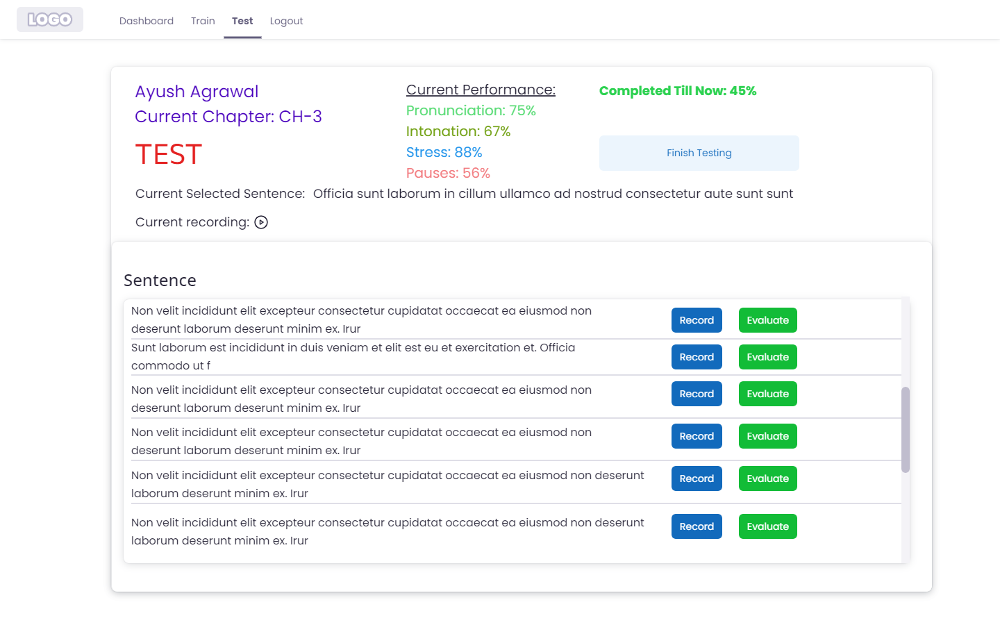 LOGO
Dashboard Train Test Logout
Ayush Agrawal
Current Chapter: CH-3
TEST
Current Performance:
Pronunciation: 75%
Intonation: 67%
Stress: 88%
Pauses: 56%
Completed Till Now: 45%
Finish Testing
Current Selected Sentence: Officia sunt laborum in cillum ullamco ad nostrud consectetur aute sunt sunt
Current recording:
Sentence
Non velit incididunt elit excepteur consectetur cupidatat occaecat ea eiusmod non
deserunt laborum deserunt minim ex. Irur
Record Evaluate
Sunt laborum est incididunt in duis veniam et elit est eu et exercitation et. Officia
commodo ut f
Record Evaluate
Non velit incididunt elit excepteur consectetur cupidatat occaecat ea eiusmod non
deserunt laborum deserunt minim ex. Irur
Record Evaluate
Non velit incididunt elit excepteur consectetur cupidatat occaecat ea eiusmod non
deserunt laborum deserunt minim ex. Irur
Record Evaluate
Non velit incididunt elit excepteur consectetur cupidatat occaecat ea eiusmod non deserunt
laborum deserunt minim ex. Irur
Record Evaluate
Non velit incididunt elit excepteur consectetur cupidatat occaecat ea eiusmod non deserunt
laborum deserunt minim ex. Irur
Record Evaluate